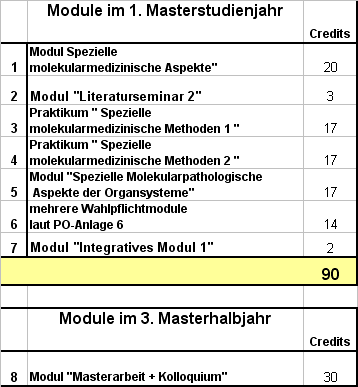 Module im 1. Masterstudienjahr
Credits
Modul Spezielle
1 molekularmedizinische Aspekte" 20
2 Modul "Literaturseminar 2" 3
Praktikum " Spezielle
3 molekularmedizinische Methoden 1 " 17
Praktikum " Spezielle
4 molekularmedizinische Methoden 2 " 17
Modul "Spezielle Molekularpathologische
5 Aspekte der Organsysteme" 17
mehrere Wahlpflichtmodule
6 laut PO-Anlage 6 14
7 Modul "Integratives Modul 1" 2
90
Module im 3. Masterhalbjahr
Credits
8 Modul "Masterarbeit + Kolloquium" 30